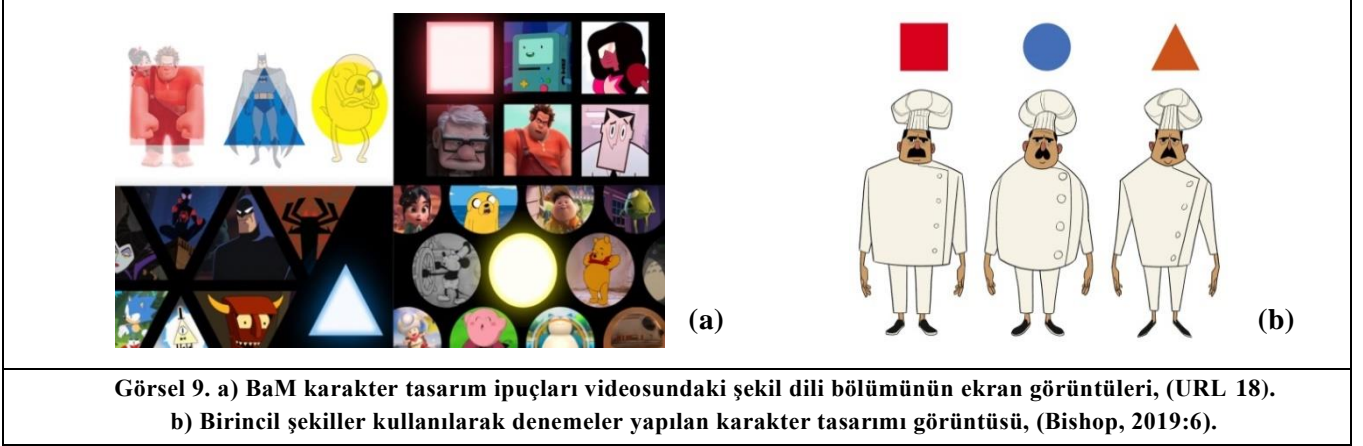 (a)
(b)
Görsel 9. a) BaM karakter tasarım ipuçları videosundaki şekil dili bölümünün ekran görüntüleri, (URL 18).
b) Birincil şekiller kullanılarak denemeler yapılan karakter tasarımı görüntüsü, (Bishop, 2019:6).